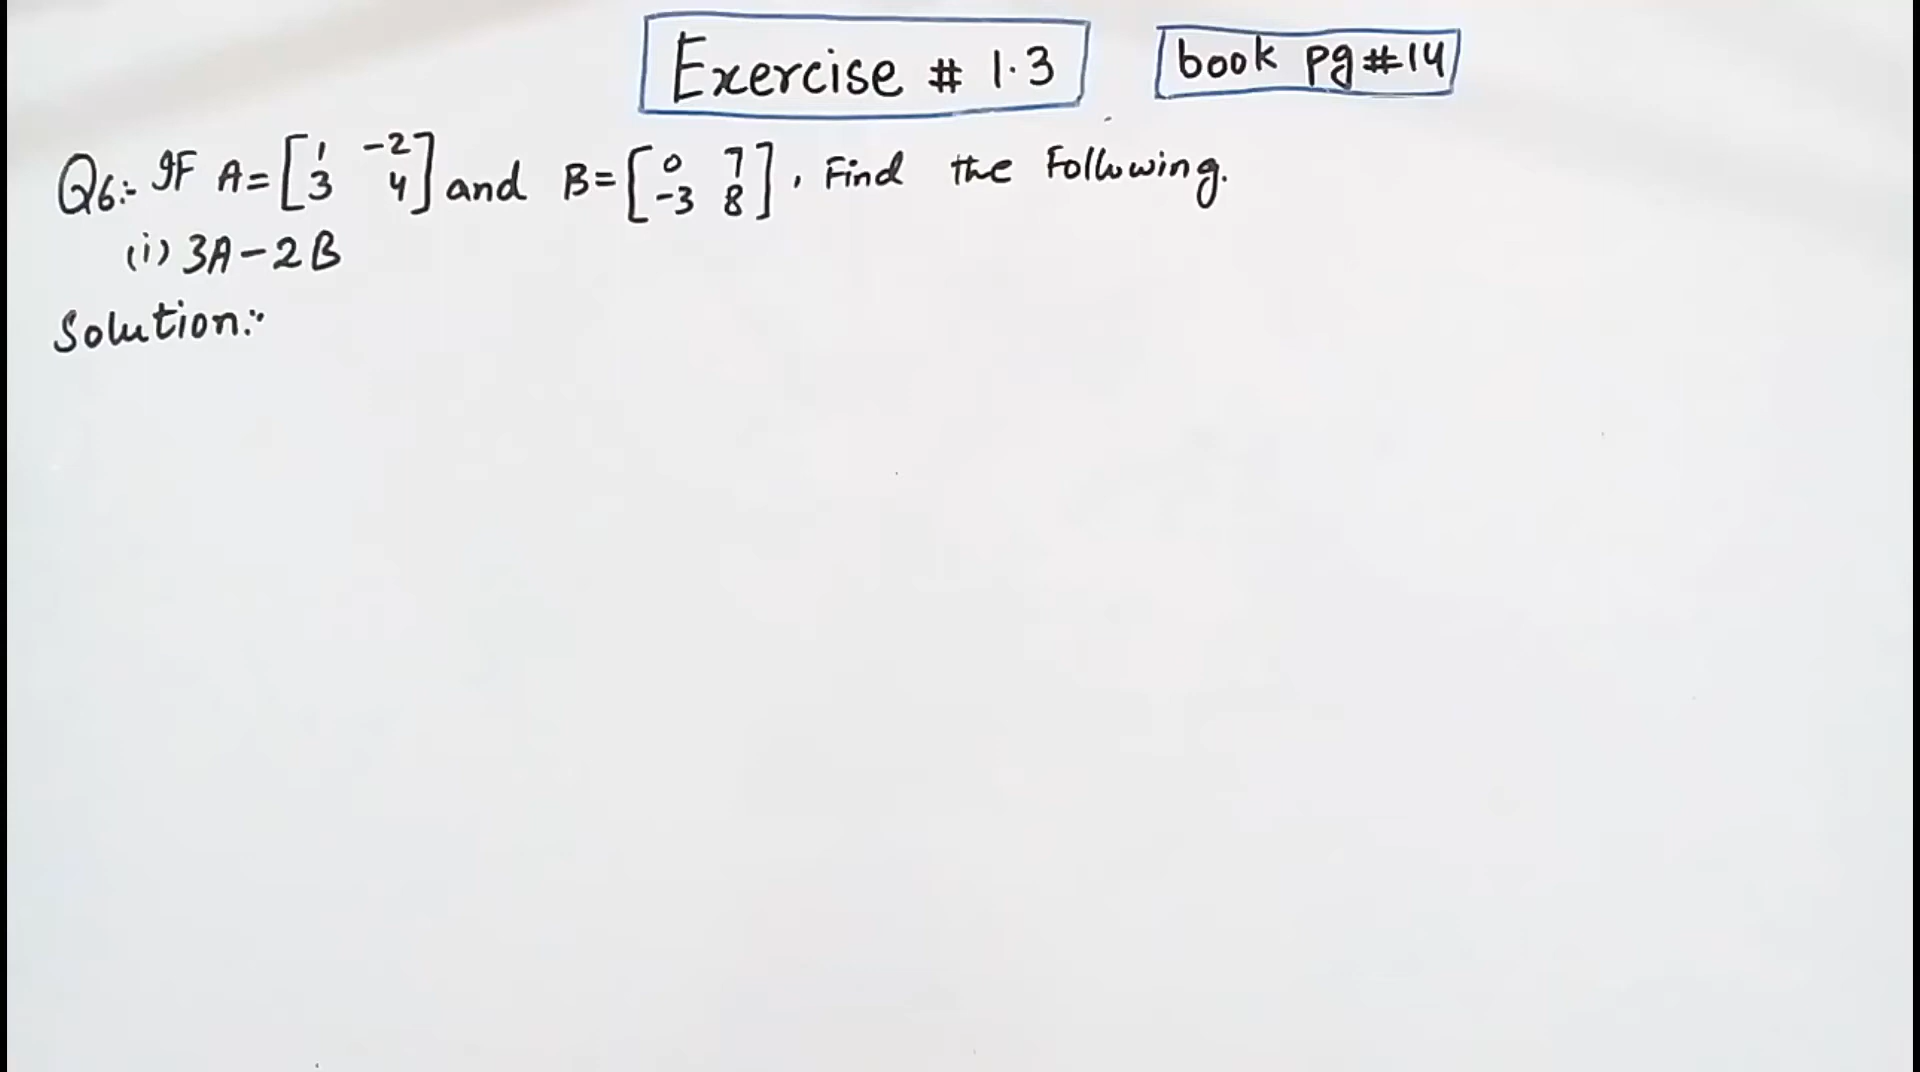 Exercise # 1.3
book pg #14
Q6:- If A = [1 -2
3 4] and B = [0 7
-3 8], Find the Following.
(i) 3A - 2B
Solution:-